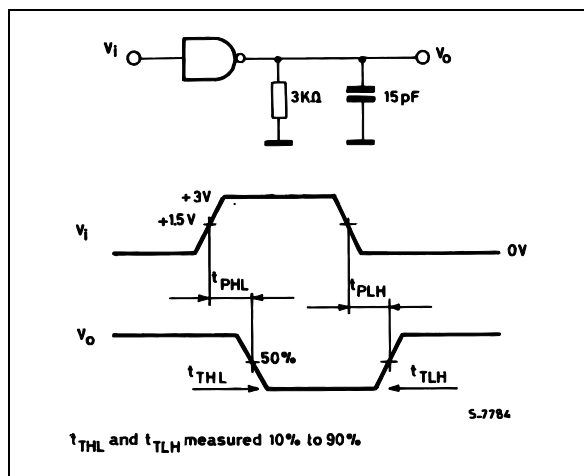 Vi
Vo
3KΩ
15pF
+3V
+1.5V
Vi
0V
tPHL
tPLH
Vo
50%
tTHL
tTLH
S-7784
tTHL and tTLH measured 10% to 90%